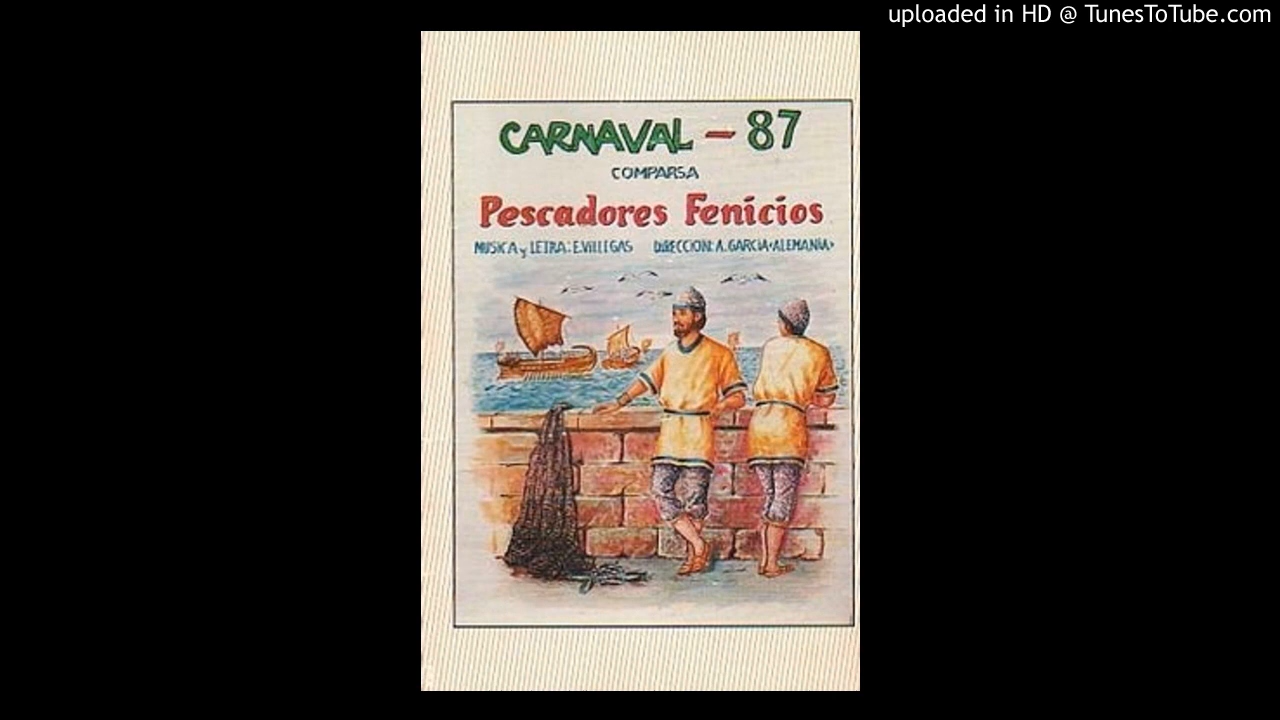 uploaded in HD @ TunesToTube.com
CARNAVAL - 87
COMPARSA
Pescadores Fenicios
MUSICA y LETRA: E.VILLEGAS DIRECCION: A. GARCIA «ALEMANIA»